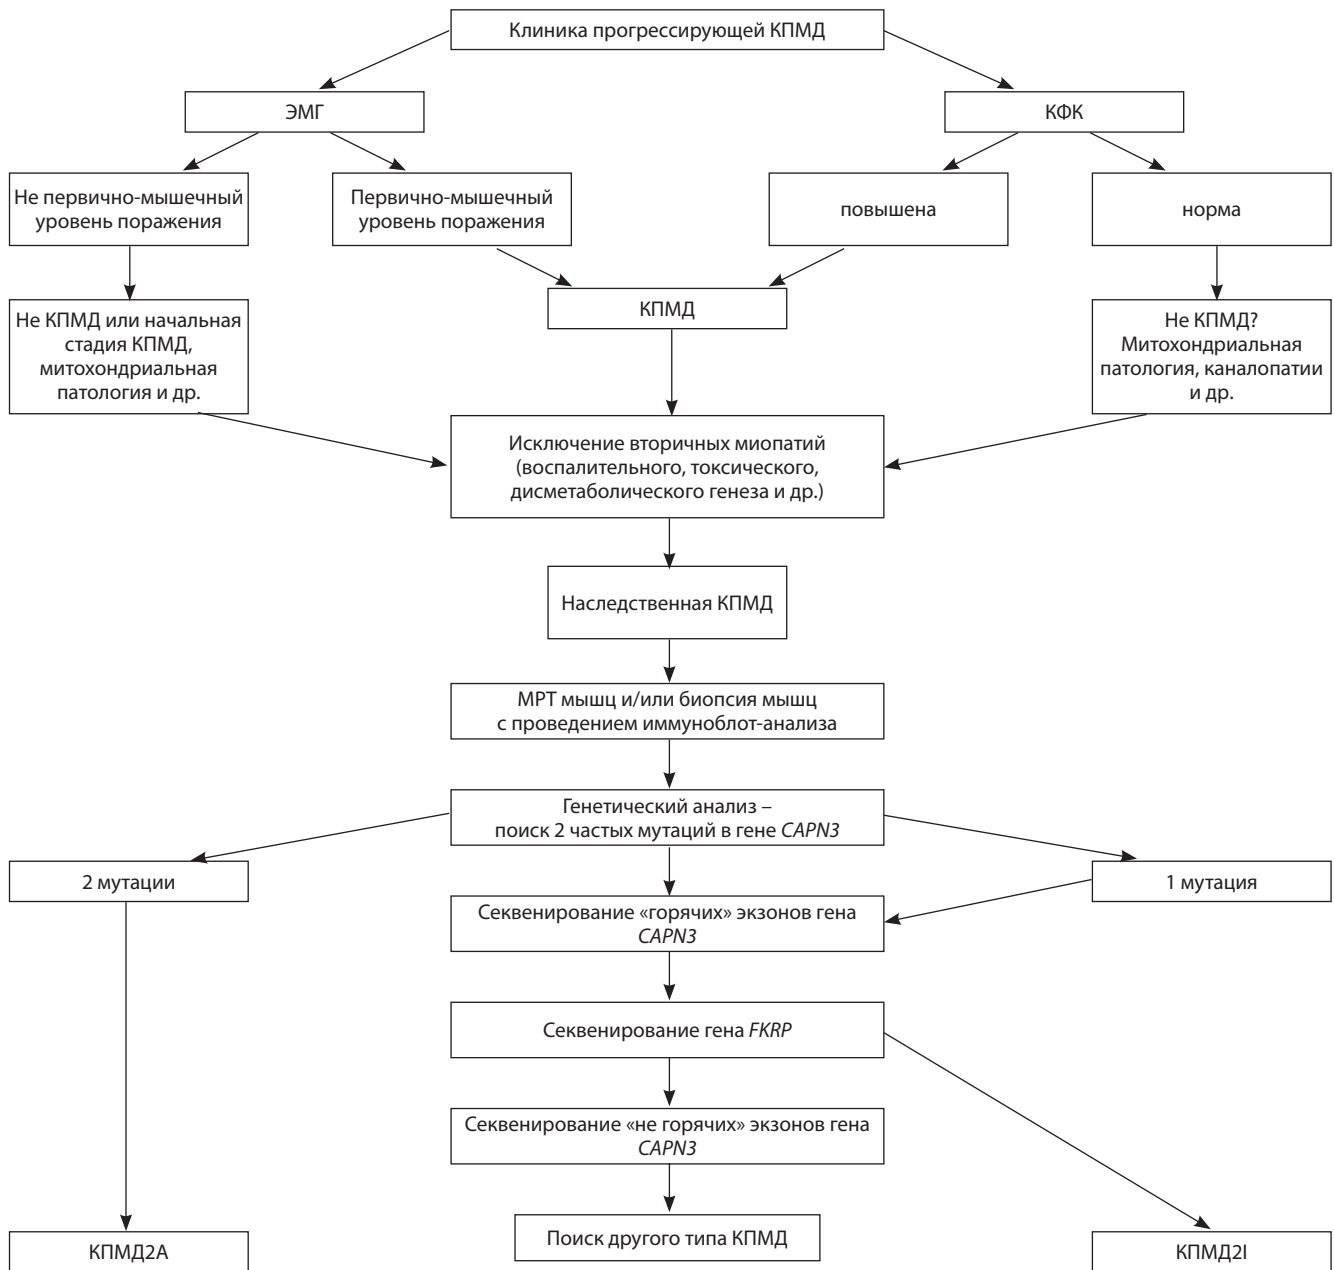 Клиника прогрессирующей КПМД
ЭМГ
КФК
Не первично-мышечный
уровень поражения
Первично-мышечный
уровень поражения
повышена
норма
Не КПМД или начальная
стадия КПМД,
митохондриальная
патология и др.
КПМД
Не КПМД?
Митохондриальная
патология, каналопатии
и др.
Исключение вторичных миопатий
(воспалительного, токсического,
дисметаболического генеза и др.)
Наследственная КПМД
МРТ мышц и/или биопсия мышц
с проведением иммуноблот-анализа
Генетический анализ –
поиск 2 частых мутаций в гене CAPN3
2 мутации
1 мутация
Секвенирование «горячих» экзонов гена
CAPN3
Секвенирование гена FKRP
Секвенирование «не горячих» экзонов гена
CAPN3
КПМД2А
Поиск другого типа КПМД
КПМД2I